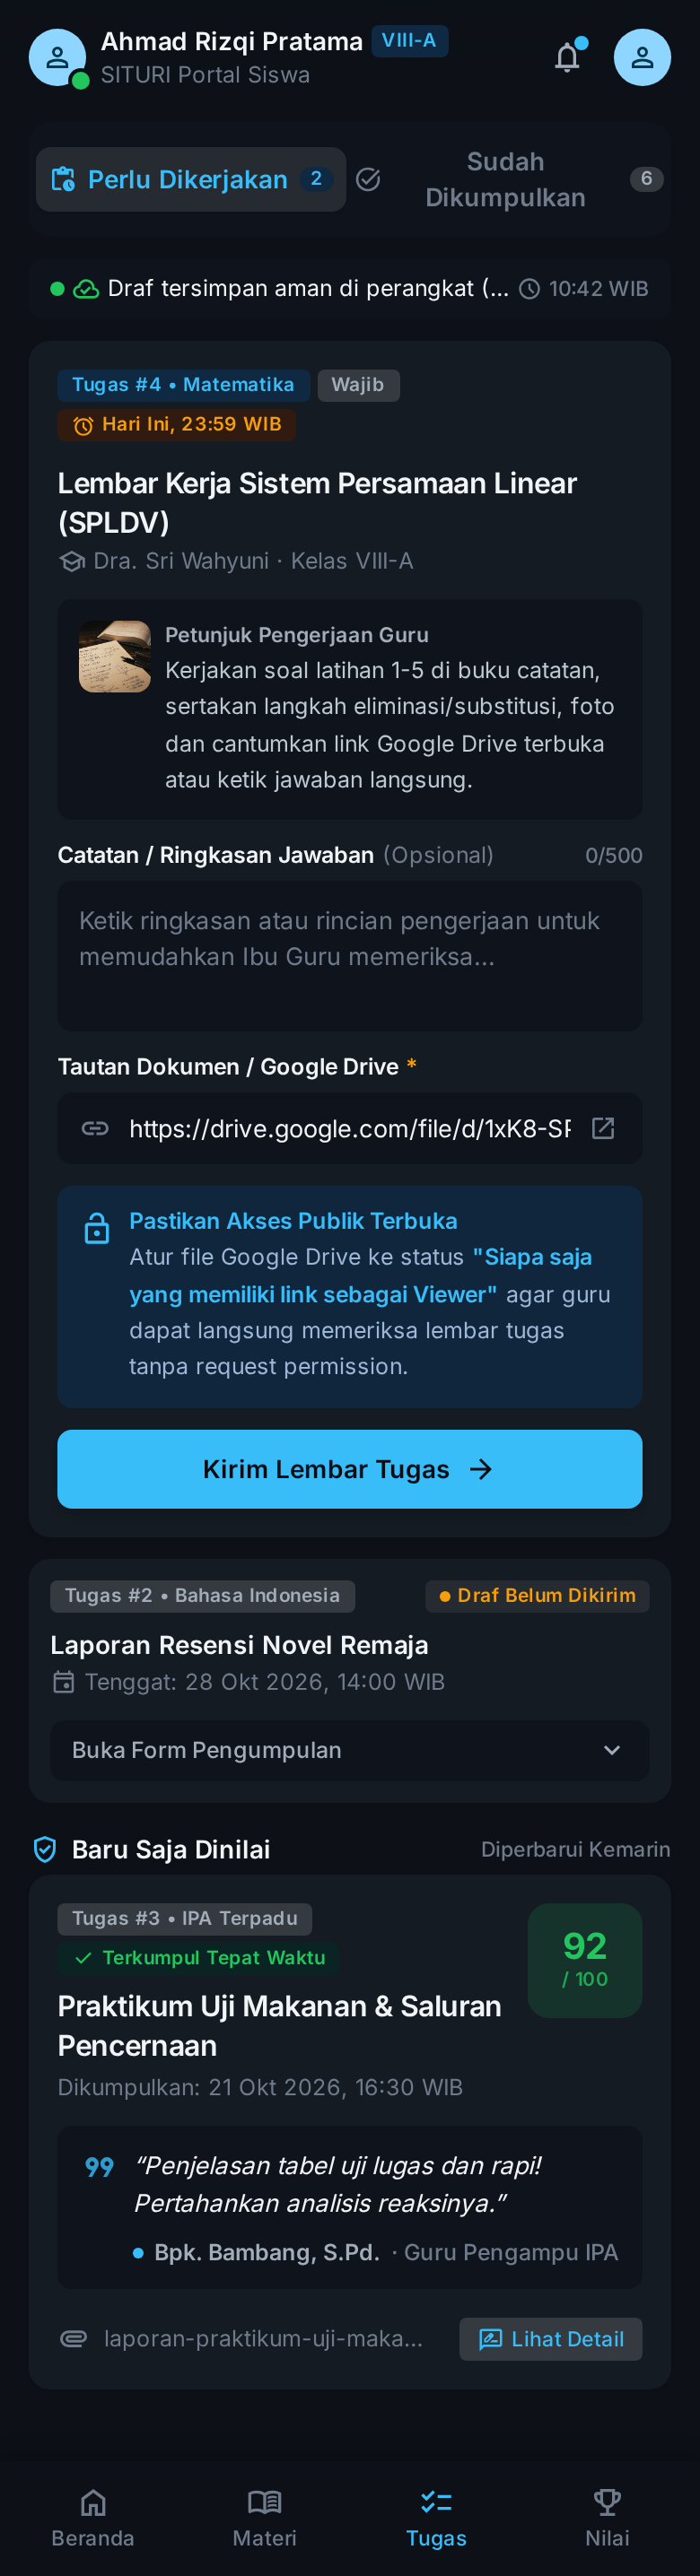 Ahmad Rizqi Pratama VIII-A
SITURI Portal Siswa
Perlu Dikerjakan 2
Sudah
Dikumpulkan
6
Draf tersimpan aman di perangkat (... 10:42 WIB
Tugas #4 • Matematika Wajib
Hari Ini, 23:59 WIB
Lembar Kerja Sistem Persamaan Linear
(SPLDV)
Dra. Sri Wahyuni · Kelas VIII-A
Petunjuk Pengerjaan Guru
Kerjakan soal latihan 1-5 di buku catatan,
sertakan langkah eliminasi/substitusi, foto
dan cantumkan link Google Drive terbuka
atau ketik jawaban langsung.
Catatan / Ringkasan Jawaban (Opsional) 0/500
Ketik ringkasan atau rincian pengerjaan untuk
memudahkan Ibu Guru memeriksa...
Tautan Dokumen / Google Drive *
https://drive.google.com/file/d/1xK8-SP
Pastikan Akses Publik Terbuka
Atur file Google Drive ke status "Siapa saja
yang memiliki link sebagai Viewer" agar guru
dapat langsung memeriksa lembar tugas
tanpa request permission.
Kirim Lembar Tugas →
Tugas #2 • Bahasa Indonesia Draf Belum Dikirim
Laporan Resensi Novel Remaja
Tenggat: 28 Okt 2026, 14:00 WIB
Buka Form Pengumpulan
Baru Saja Dinilai Diperbarui Kemarin
Tugas #3 • IPA Terpadu
Terkumpul Tepat Waktu
92
/ 100
Praktikum Uji Makanan & Saluran
Pencernaan
Dikumpulkan: 21 Okt 2026, 16:30 WIB
“Penjelasan tabel uji lugas dan rapi!
Pertahankan analisis reaksinya.”
Bpk. Bambang, S.Pd. · Guru Pengampu IPA
laporan-praktikum-uji-maka... Lihat Detail
Beranda Materi Tugas Nilai